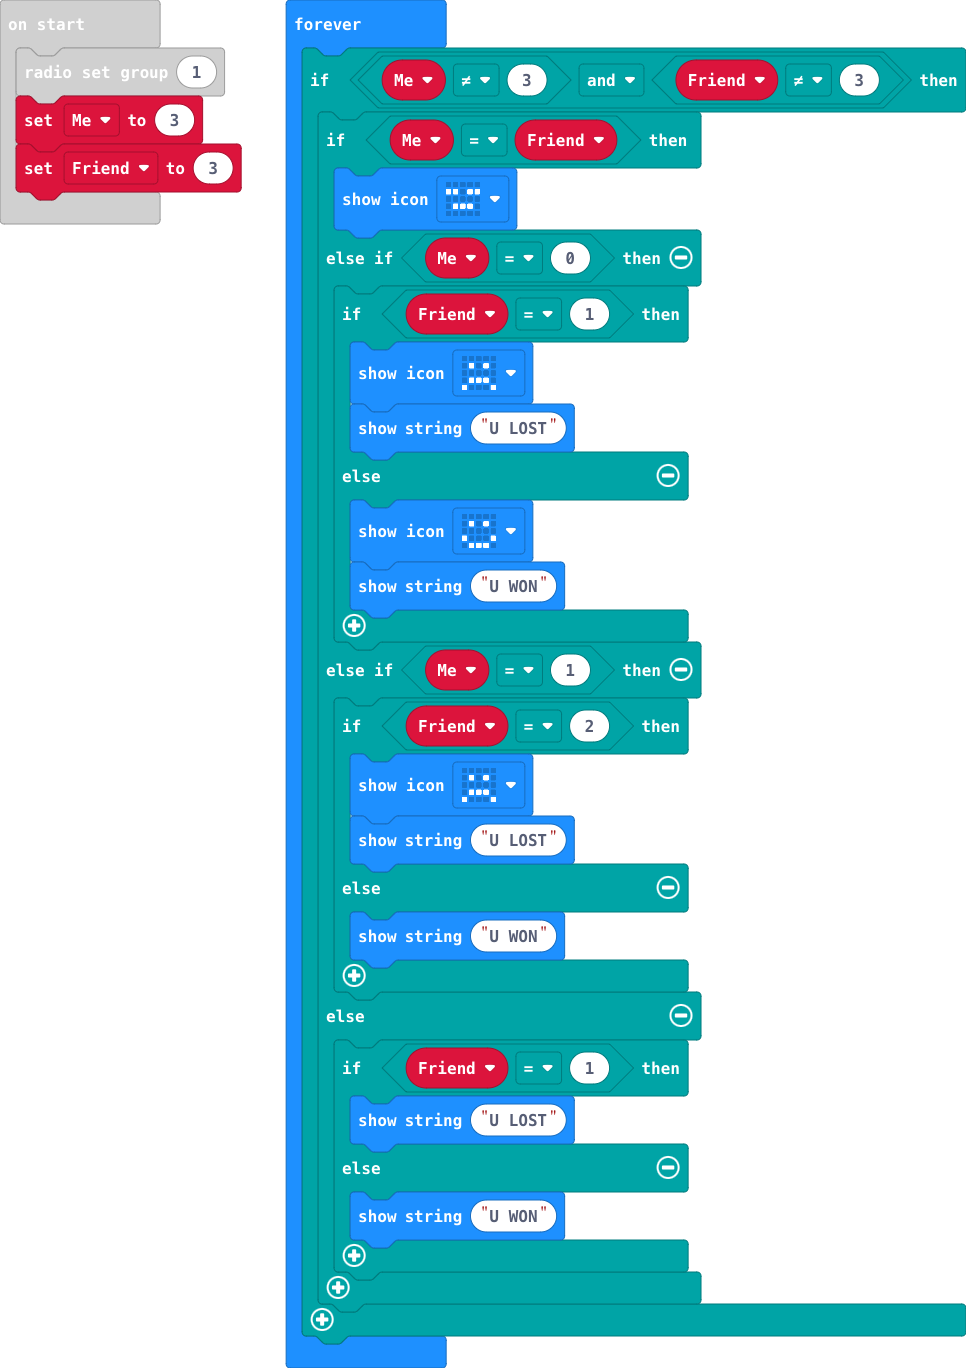 on start
radio set group 1
set Me to 3
set Friend to 3
forever
if Me ≠ 3 and Friend ≠ 3 then
if Me = Friend then
show icon
else if Me = 0 then
if Friend = 1 then
show icon
show string "U LOST"
else
show icon
show string "U WON"
else if Me = 1 then
if Friend = 2 then
show icon
show string "U LOST"
else
show string "U WON"
else
if Friend = 1 then
show string "U LOST"
else
show string "U WON"